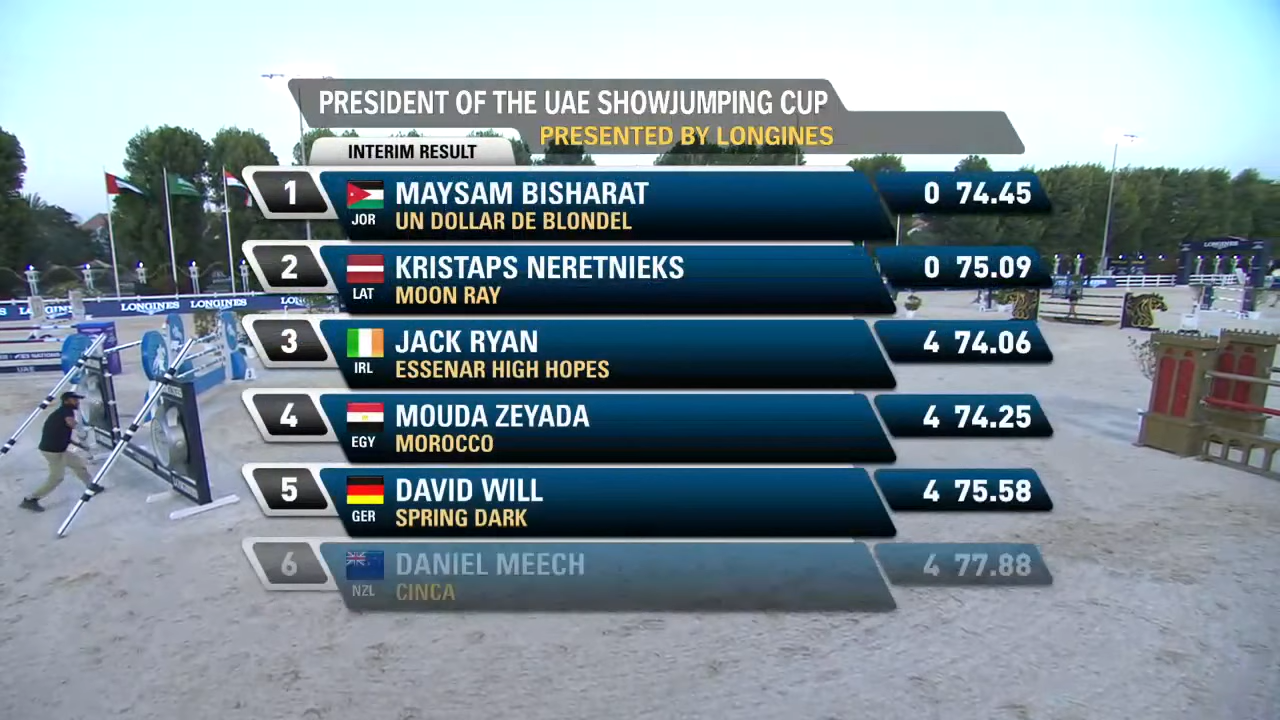 PRESIDENT OF THE UAE SHOWJUMPING CUP
PRESENTED BY LONGINES
INTERIM RESULT
1 MAYSAM BISHARAT 0 74.45
JOR UN DOLLAR DE BLONDEL
2 KRISTAPS NERETNIEKS 0 75.09
LAT MOON RAY
3 JACK RYAN 4 74.06
IRL ESSENAR HIGH HOPES
4 MOUDA ZEYADA 4 74.25
EGY MOROCCO
5 DAVID WILL 4 75.58
GER SPRING DARK
6 DANIEL MEECH 4 77.88
NZL CINCA
LONGINES
LONGINES
LONGINES
LONGINES
UAE